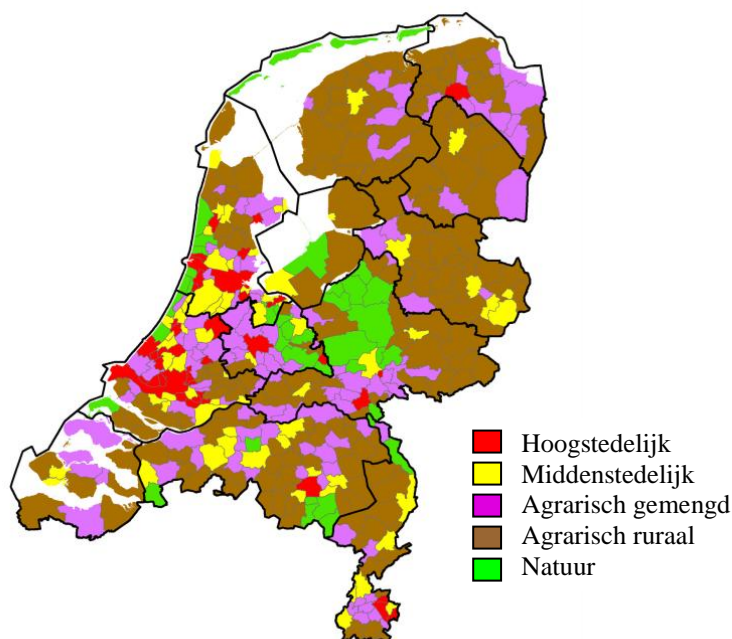 Hoogstedelijk
Middenstedelijk
Agrarisch gemengd
Agrarisch ruraal
Natuur